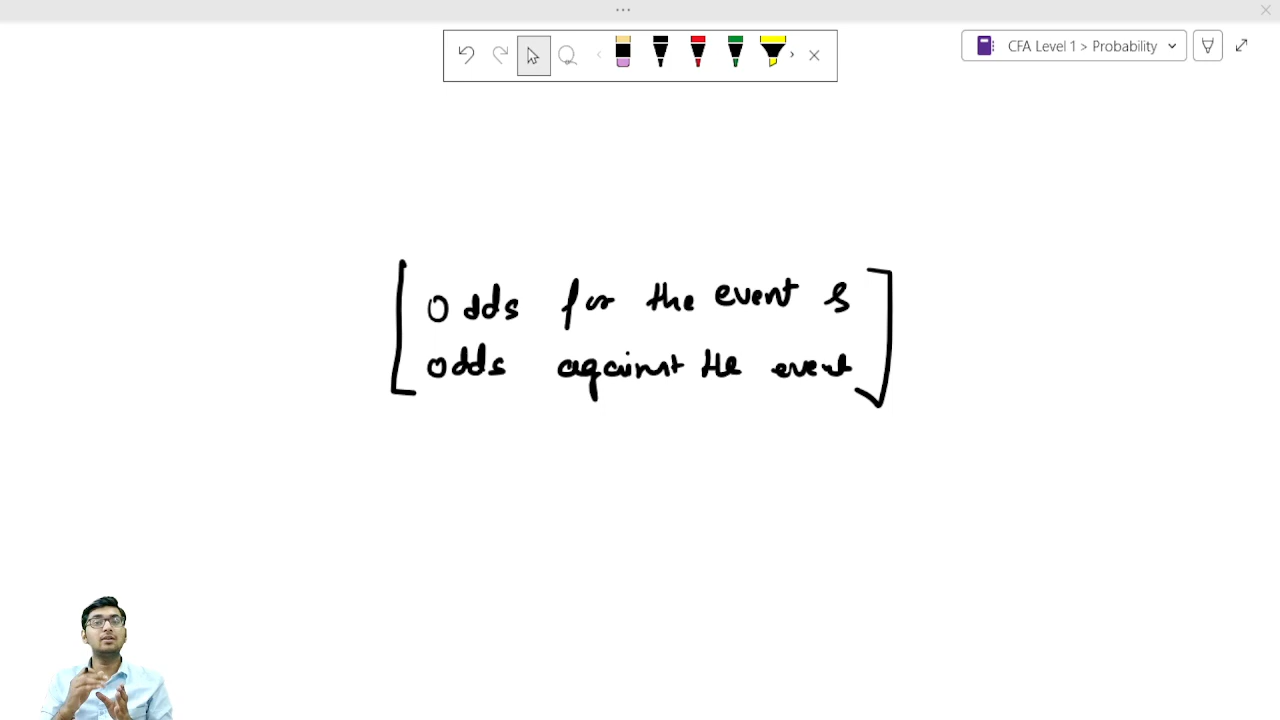 CFA Level 1 > Probability
Odds for the event &
Odds against the event